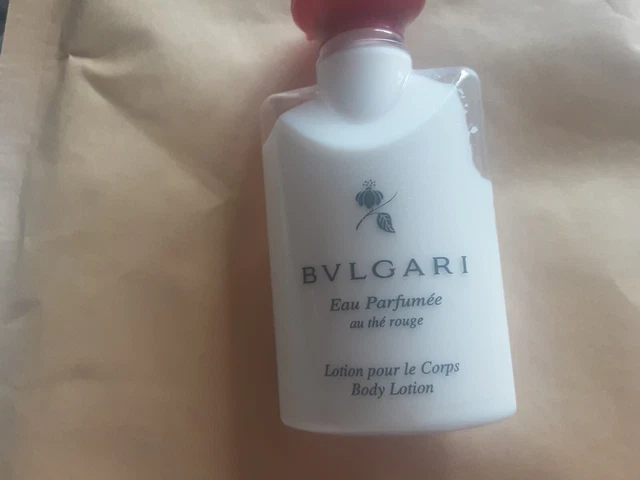 BVLGARI
Eau Parfumée
au thé rouge
Lotion pour le Corps
Body Lotion